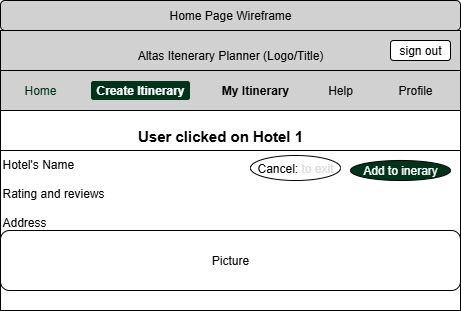 Home Page Wireframe
Altas Itenerary Planner (Logo/Title)
sign out
Home Create Itinerary My Itinerary Help Profile
User clicked on Hotel 1
Hotel's Name
Cancel: to exit Add to inerary
Rating and reviews
Address
Picture